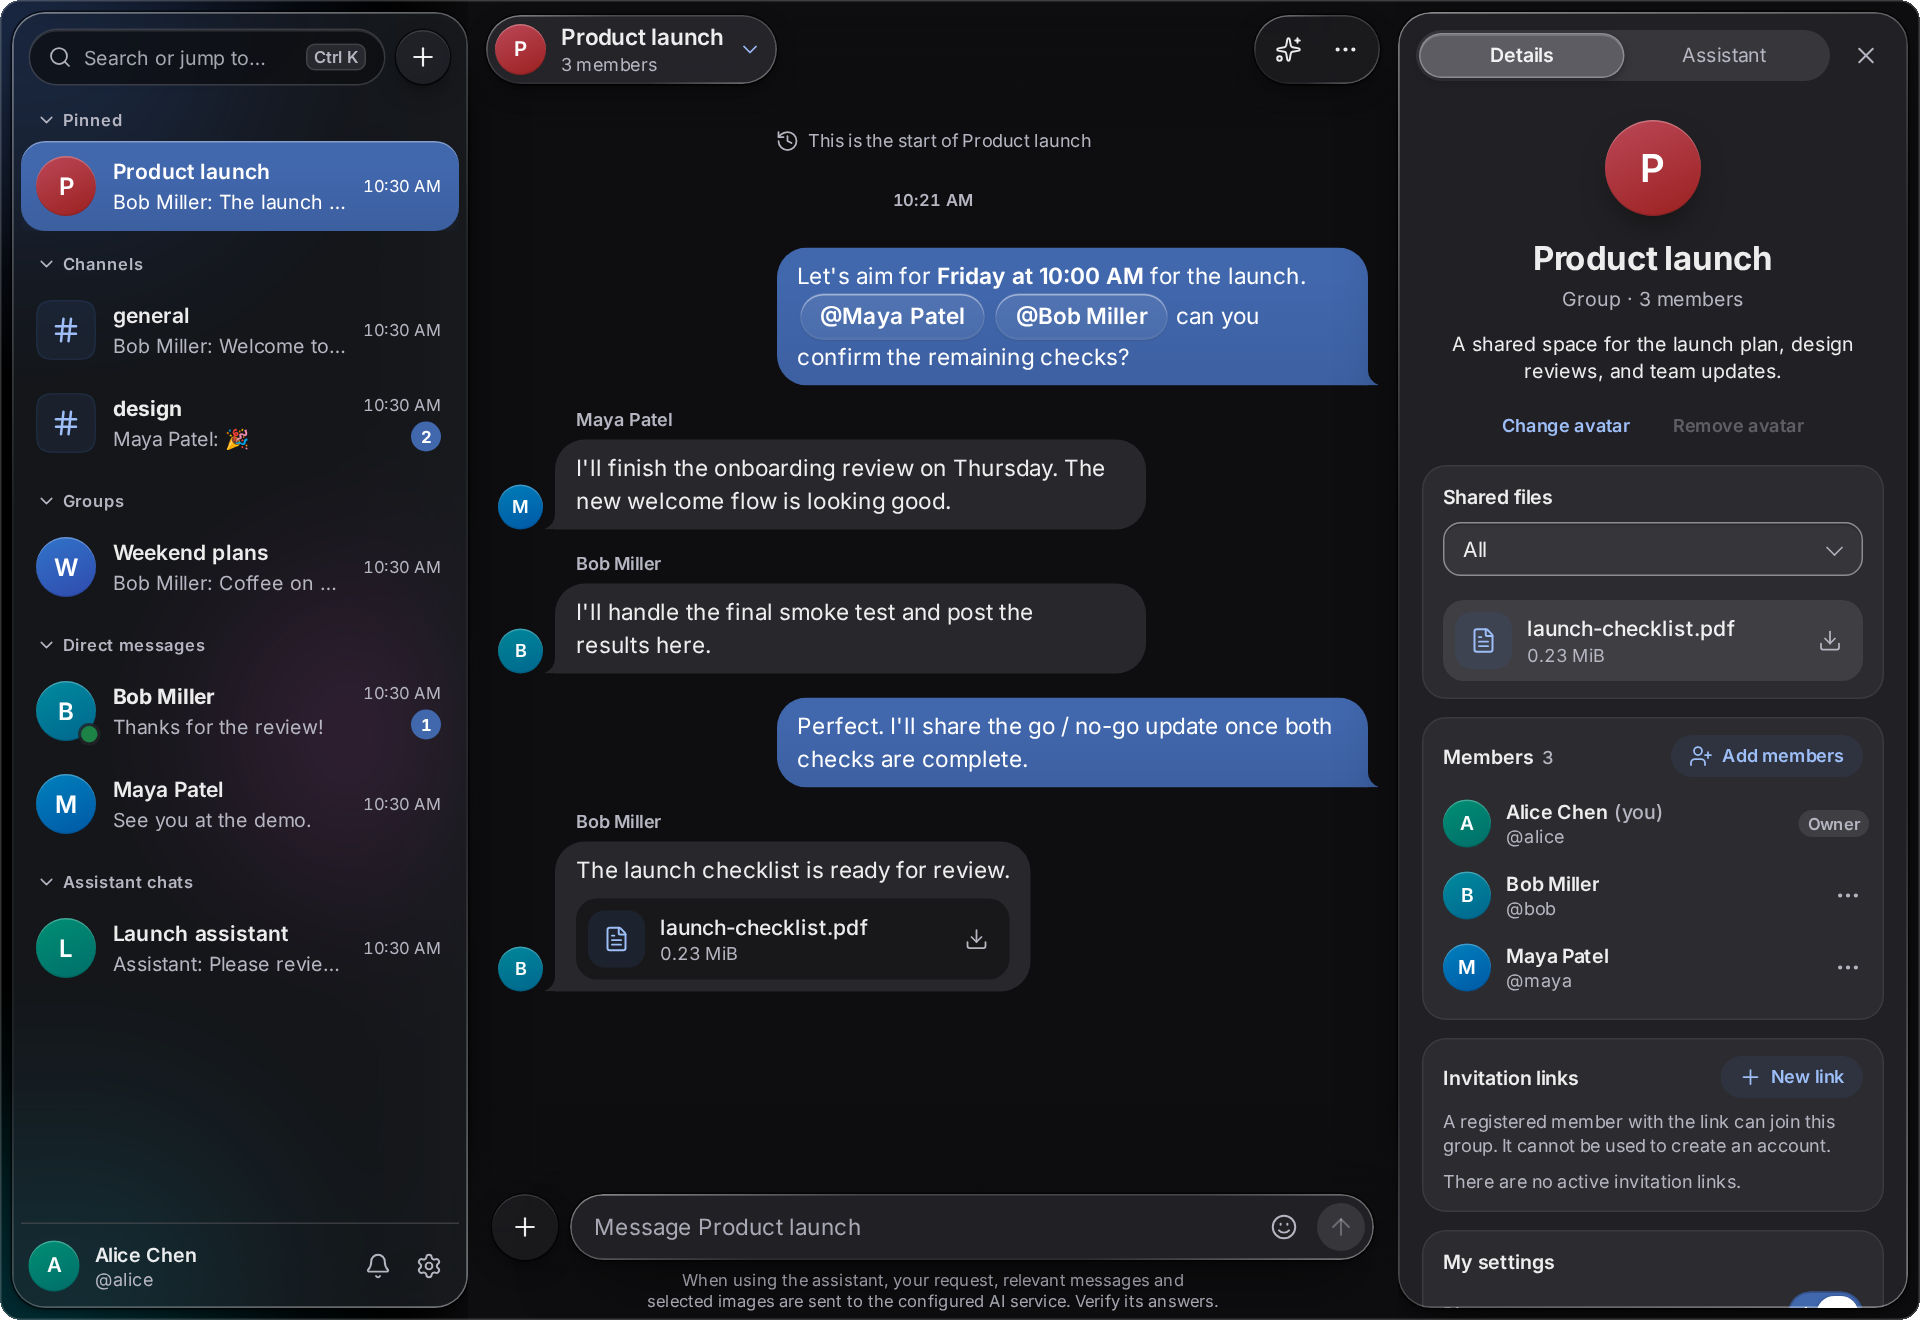 Search or jump to...
Ctrl K
Pinned
P
Product launch
10:30 AM
Bob Miller: The launch ...
Channels
general
10:30 AM
Bob Miller: Welcome to...
design
10:30 AM
Maya Patel: 🎉
2
Groups
W
Weekend plans
10:30 AM
Bob Miller: Coffee on ...
Direct messages
B
Bob Miller
10:30 AM
Thanks for the review!
1
M
Maya Patel
10:30 AM
See you at the demo.
Assistant chats
L
Launch assistant
10:30 AM
Assistant: Please revie...
A
Alice Chen
@alice
P
Product launch
3 members
This is the start of Product launch
10:21 AM
Let's aim for Friday at 10:00 AM for the launch.
@Maya Patel @Bob Miller can you
confirm the remaining checks?
Maya Patel
I'll finish the onboarding review on Thursday. The
new welcome flow is looking good.
M
Bob Miller
I'll handle the final smoke test and post the
results here.
B
Perfect. I'll share the go / no-go update once both
checks are complete.
Bob Miller
The launch checklist is ready for review.
launch-checklist.pdf
0.23 MiB
B
Message Product launch
When using the assistant, your request, relevant messages and
selected images are sent to the configured AI service. Verify its answers.
Details
Assistant
P
Product launch
Group · 3 members
A shared space for the launch plan, design
reviews, and team updates.
Change avatar
Remove avatar
Shared files
All
launch-checklist.pdf
0.23 MiB
Members 3
Add members
A
Alice Chen (you)
@alice
Owner
B
Bob Miller
@bob
M
Maya Patel
@maya
Invitation links
New link
A registered member with the link can join this
group. It cannot be used to create an account.
There are no active invitation links.
My settings